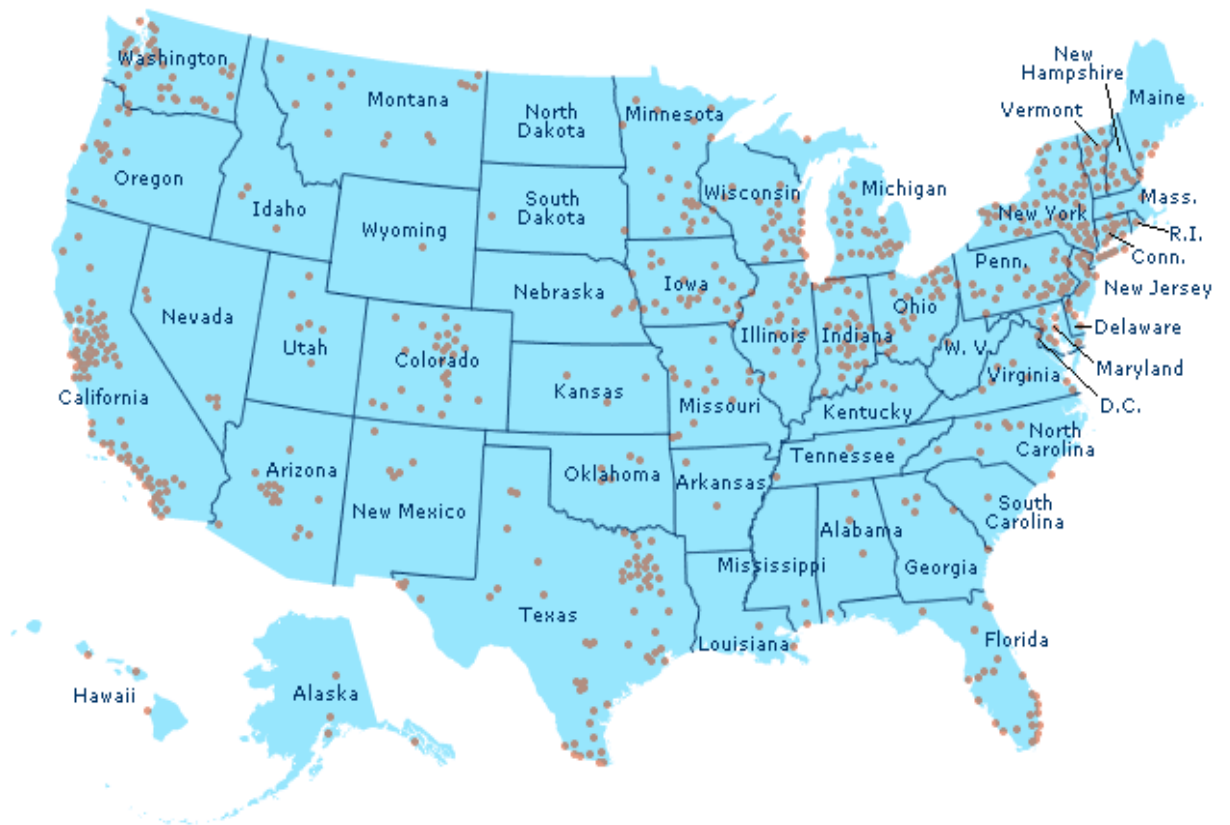 New
Hampshire
Vermont
Maine
Washington
Montana
North
Dakota
Minnesota
Oregon
Idaho
Wyoming
South
Dakota
Wisconsin
Michigan
New York
Mass.
R.I.
Conn.
Penn.
New Jersey
Nevada
Utah
Colorado
Nebraska
Iowa
Illinois
Indiana
Ohio
W. V.
Delaware
Maryland
Virginia
D.C.
California
Kansas
Missouri
Kentucky
Arizona
New Mexico
Oklahoma
Arkansas
Tennessee
North
Carolina
South
Carolina
Alabama
Mississippi
Georgia
Texas
Louisiana
Florida
Hawaii
Alaska